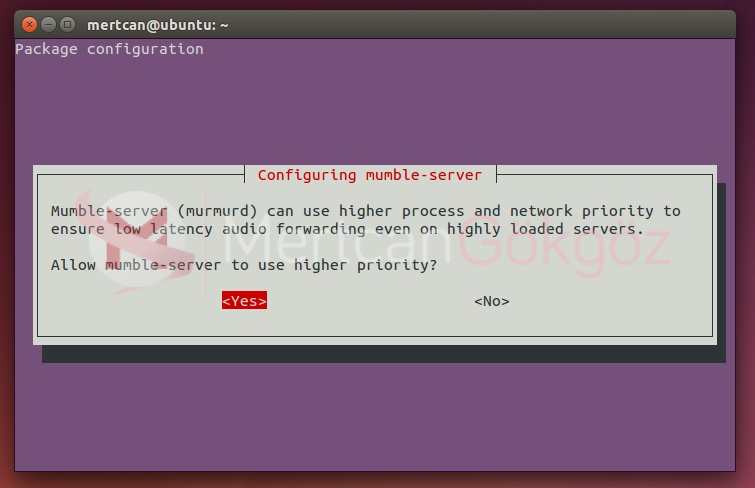 mertcan@ubuntu: ~
Package configuration
Configuring mumble-server
Mumble-server (murmurd) can use higher process and network priority to
ensure low latency audio forwarding even on highly loaded servers.
MertcanGökgöz
Allow mumble-server to use higher priority?
<Yes> <No>